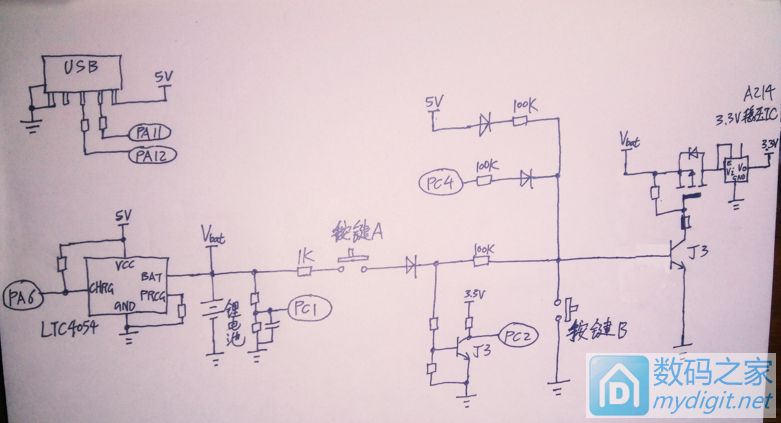 USB
5V
PA11
PA12
5V
PA6
VCC
CHRG
BAT
PRCG
GND
LTC4054
Vbat
锂电池
1K
按键A
PC1
5V
100K
PC4
100K
100K
3.3V
J3
PC2
按键B
Vbat
A214
3.3V稳压IC
Vi
Vo
GND
3.3V
J3
数码之家
mydigit.net